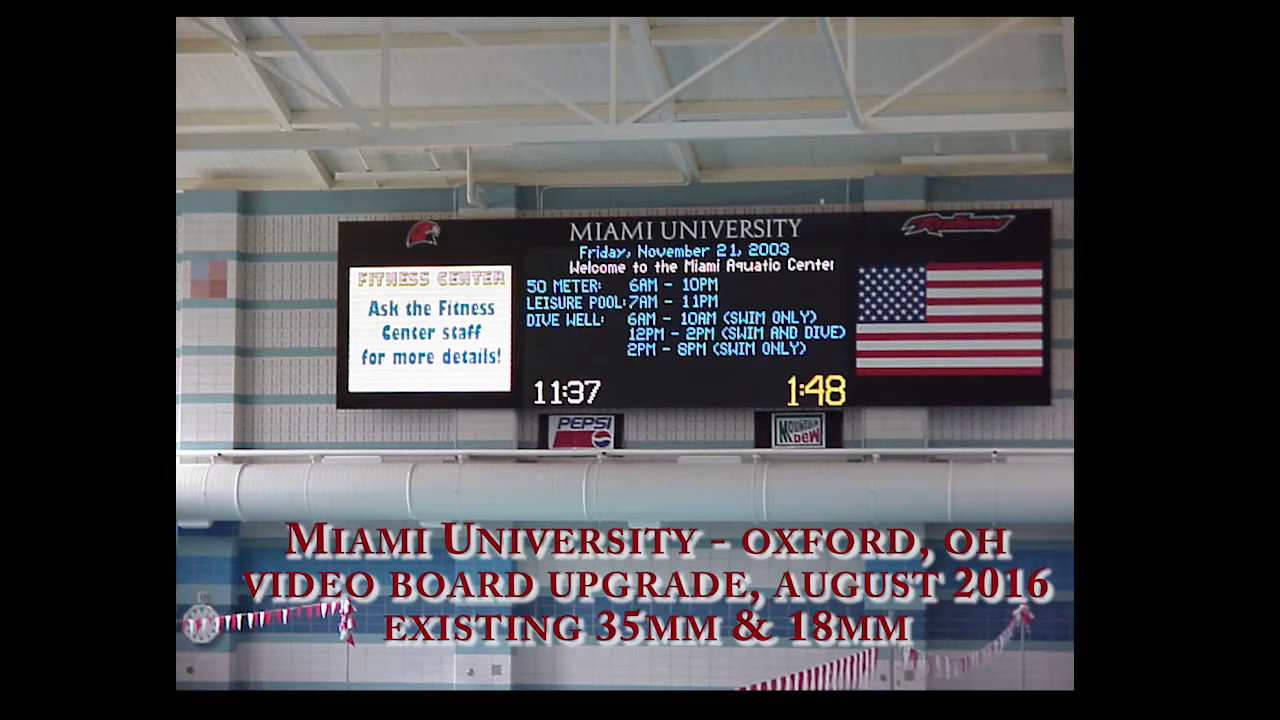 MIAMI UNIVERSITY
Redhawks
Friday, November 21, 2003
Welcome to the Miami Aquatic Center
FITNESS CENTER
Ask the Fitness
Center staff
for more details!
50 METER: 6AM - 10PM
LEISURE POOL: 7AM - 11PM
DIVE WELL: 6AM - 10AM (SWIM ONLY)
12PM - 2PM (SWIM AND DIVE)
2PM - 8PM (SWIM ONLY)
11:37
1:48
PEPSI
MOUNTAIN
DEW
MIAMI UNIVERSITY - OXFORD, OH
VIDEO BOARD UPGRADE, AUGUST 2016
EXISTING 35MM & 18MM